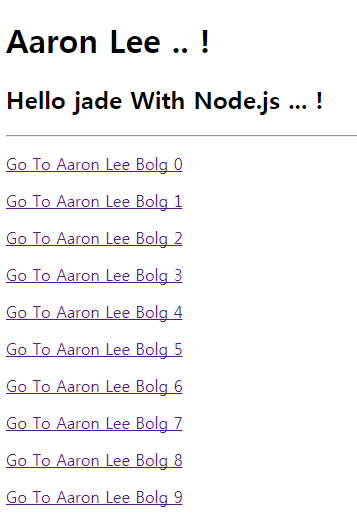 Aaron Lee .. !
Hello jade With Node.js ... !
Go To Aaron Lee Bolg 0
Go To Aaron Lee Bolg 1
Go To Aaron Lee Bolg 2
Go To Aaron Lee Bolg 3
Go To Aaron Lee Bolg 4
Go To Aaron Lee Bolg 5
Go To Aaron Lee Bolg 6
Go To Aaron Lee Bolg 7
Go To Aaron Lee Bolg 8
Go To Aaron Lee Bolg 9